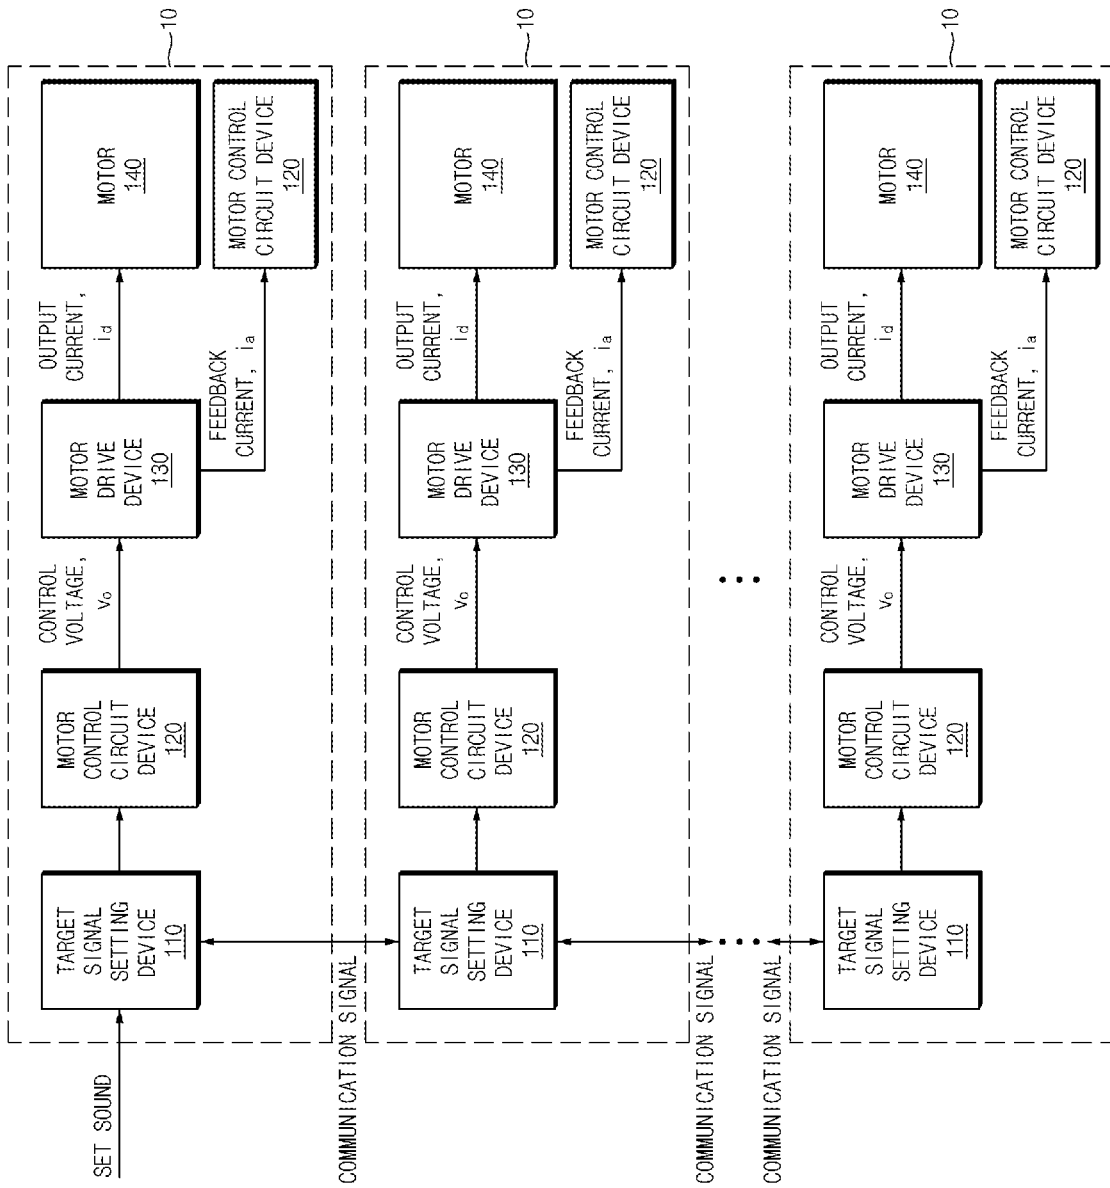 SET SOUND
TARGET
SIGNAL
SETTING
DEVICE
110
MOTOR
CONTROL
CIRCUIT
DEVICE
120
CONTROL
VOLTAGE,
vo
MOTOR
DRIVE
DEVICE
130
OUTPUT
CURRENT,
id
FEEDBACK
CURRENT, ia
MOTOR
140
MOTOR CONTROL
CIRCUIT DEVICE
120
10
COMMUNICATION SIGNAL
TARGET
SIGNAL
SETTING
DEVICE
110
MOTOR
CONTROL
CIRCUIT
DEVICE
120
CONTROL
VOLTAGE,
vo
MOTOR
DRIVE
DEVICE
130
OUTPUT
CURRENT,
id
FEEDBACK
CURRENT, ia
MOTOR
140
MOTOR CONTROL
CIRCUIT DEVICE
120
10
COMMUNICATION SIGNAL
COMMUNICATION SIGNAL
TARGET
SIGNAL
SETTING
DEVICE
110
MOTOR
CONTROL
CIRCUIT
DEVICE
120
CONTROL
VOLTAGE,
vo
MOTOR
DRIVE
DEVICE
130
OUTPUT
CURRENT,
id
FEEDBACK
CURRENT, ia
MOTOR
140
MOTOR CONTROL
CIRCUIT DEVICE
120
10